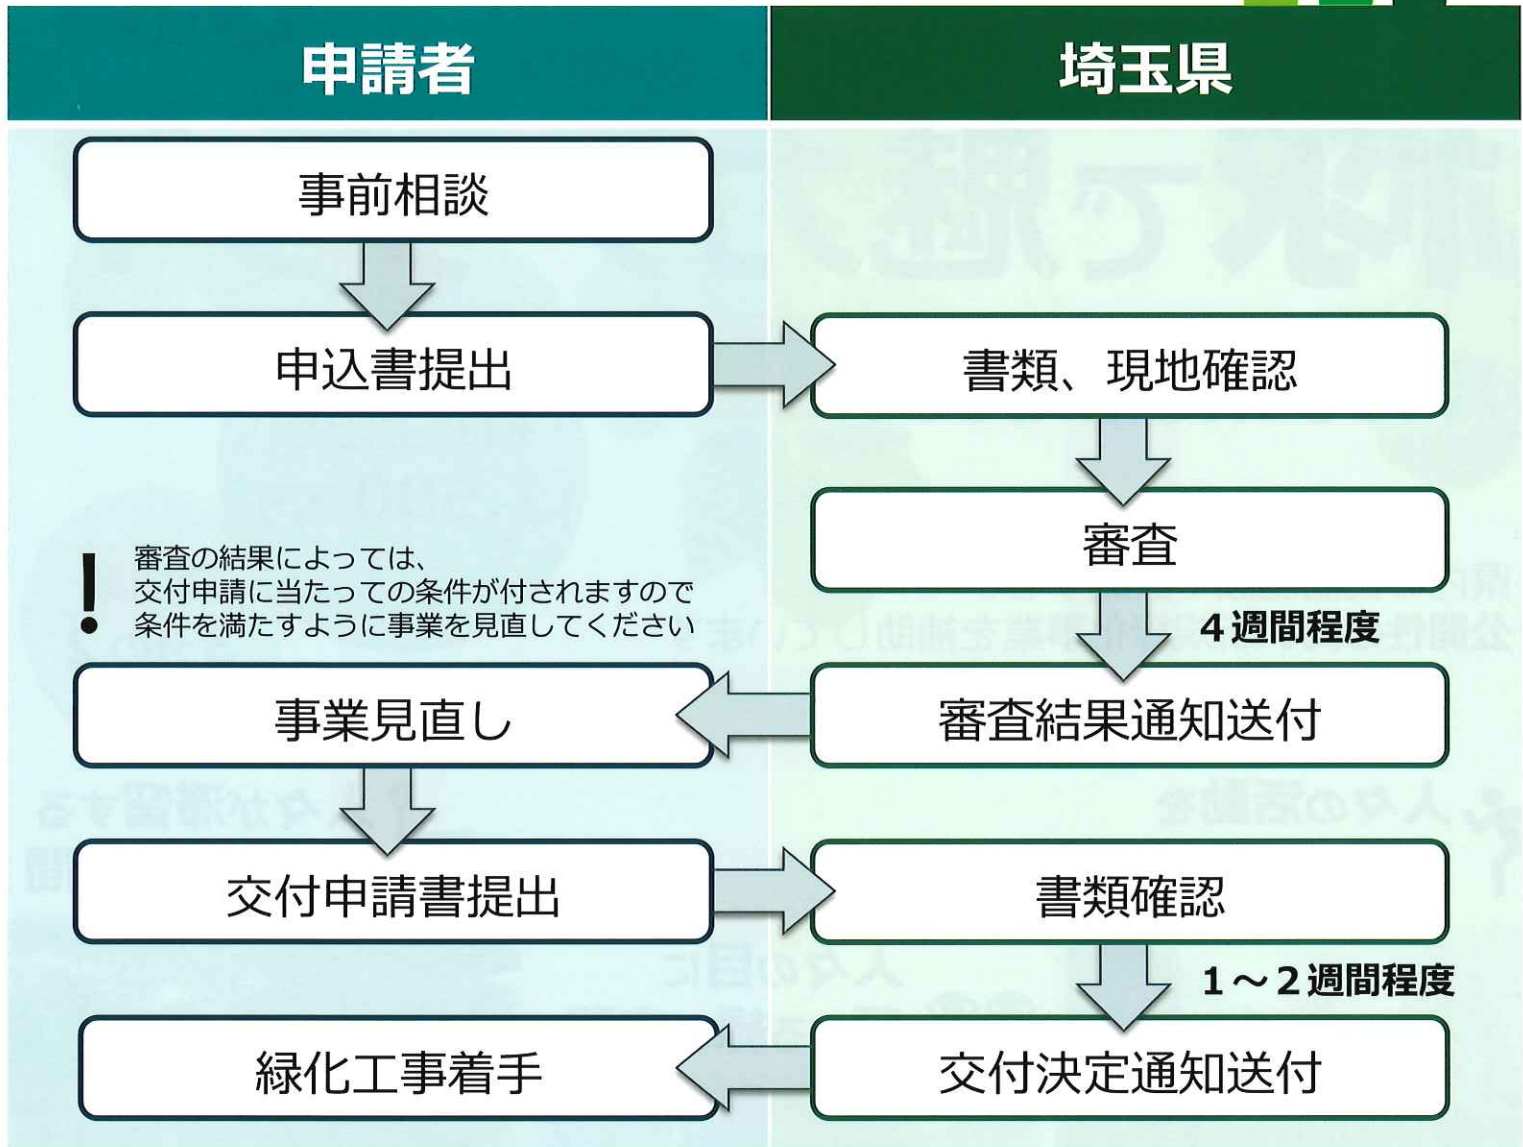 申請者
埼玉県
事前相談
申込書提出
書類、現地確認
審査
！
審査の結果によっては、
交付申請に当たっての条件が付されますので
条件を満たすように事業を見直してください
4週間程度
事業見直し
審査結果通知送付
交付申請書提出
書類確認
1～2週間程度
緑化工事着手
交付決定通知送付